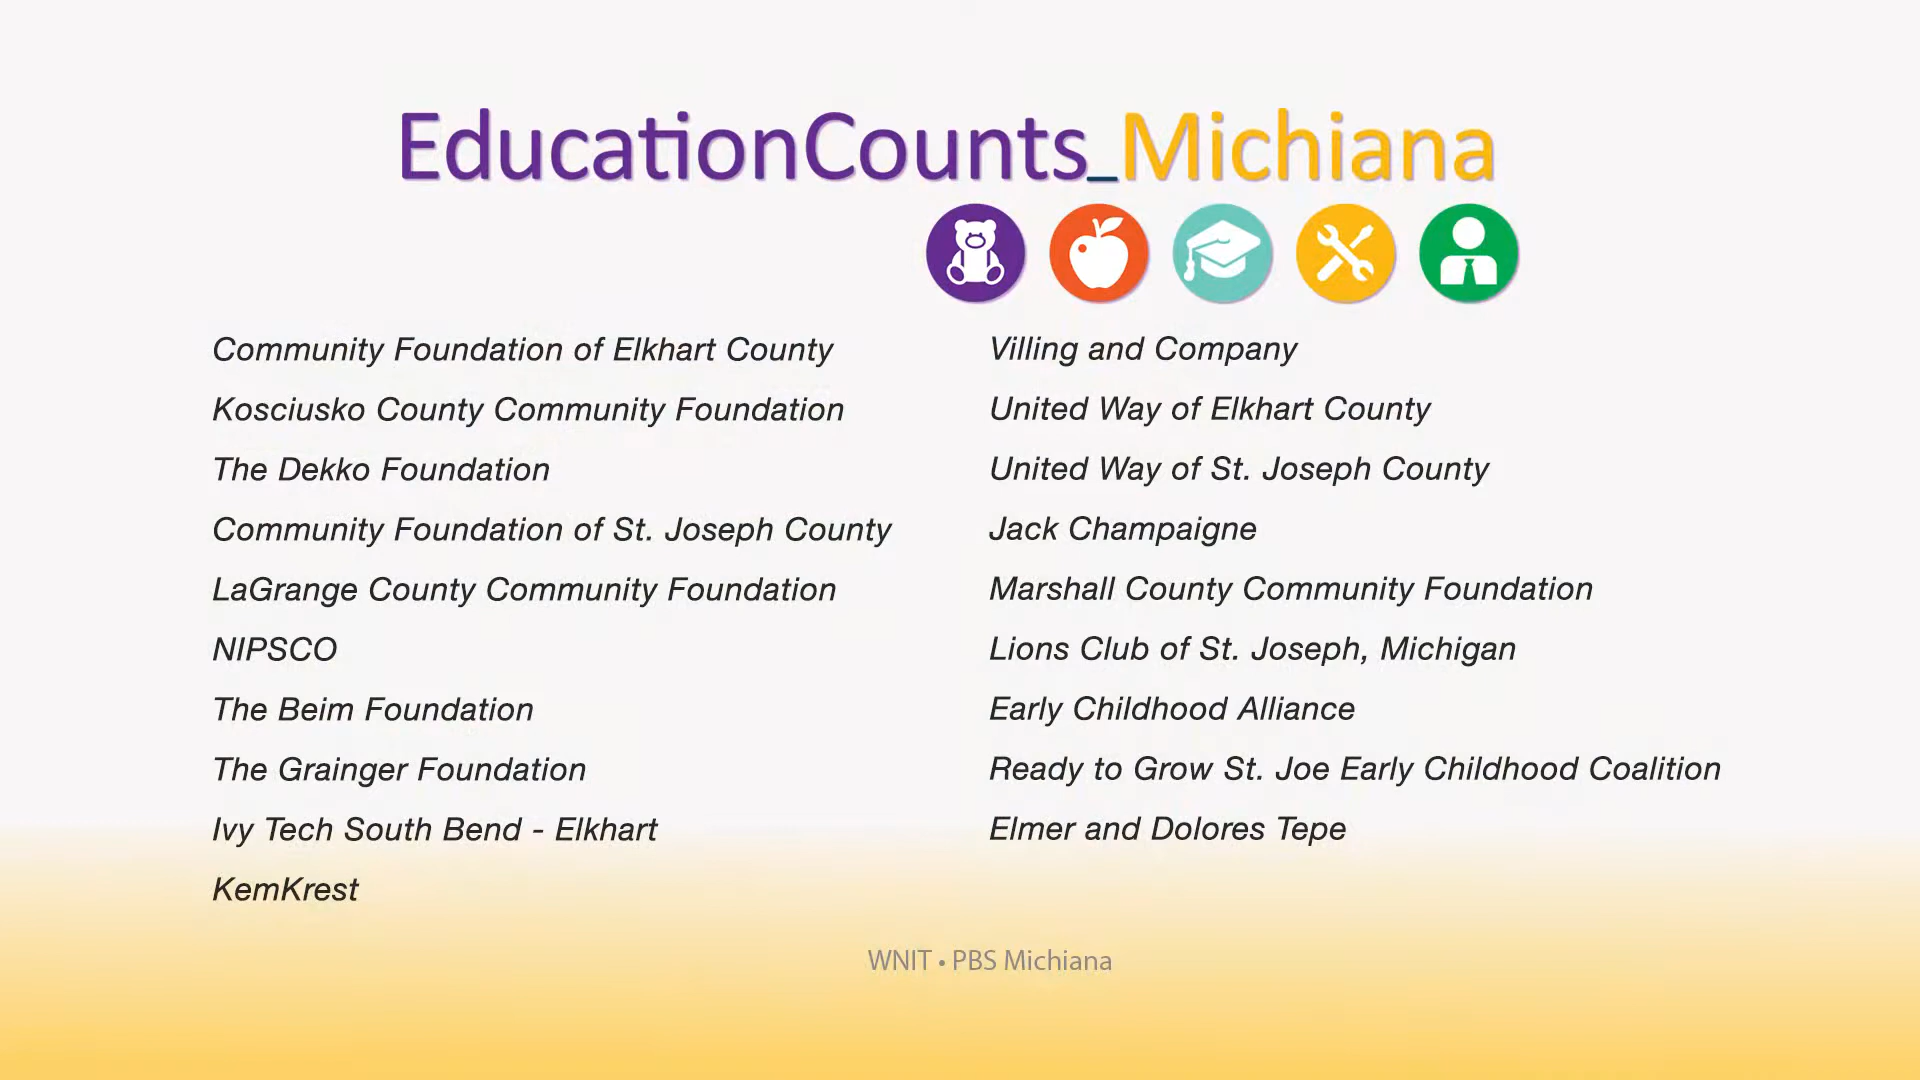 EducationCounts_Michiana
Community Foundation of Elkhart County
Kosciusko County Community Foundation
The Dekko Foundation
Community Foundation of St. Joseph County
LaGrange County Community Foundation
NIPSCO
The Beim Foundation
The Grainger Foundation
Ivy Tech South Bend - Elkhart
KemKrest
Villing and Company
United Way of Elkhart County
United Way of St. Joseph County
Jack Champaigne
Marshall County Community Foundation
Lions Club of St. Joseph, Michigan
Early Childhood Alliance
Ready to Grow St. Joe Early Childhood Coalition
Elmer and Dolores Tepe
WNIT • PBS Michiana